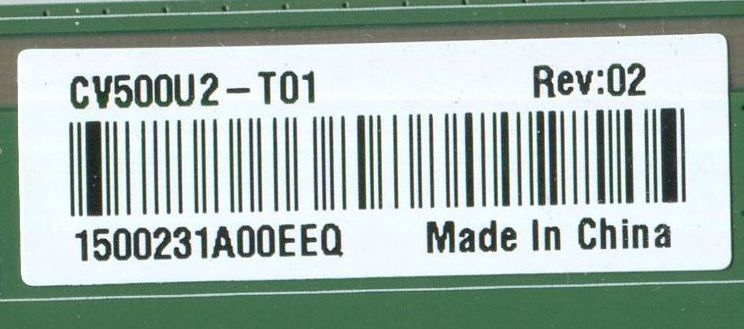 CV500U2-T01 Rev:02
1500231A00EEQ Made In China